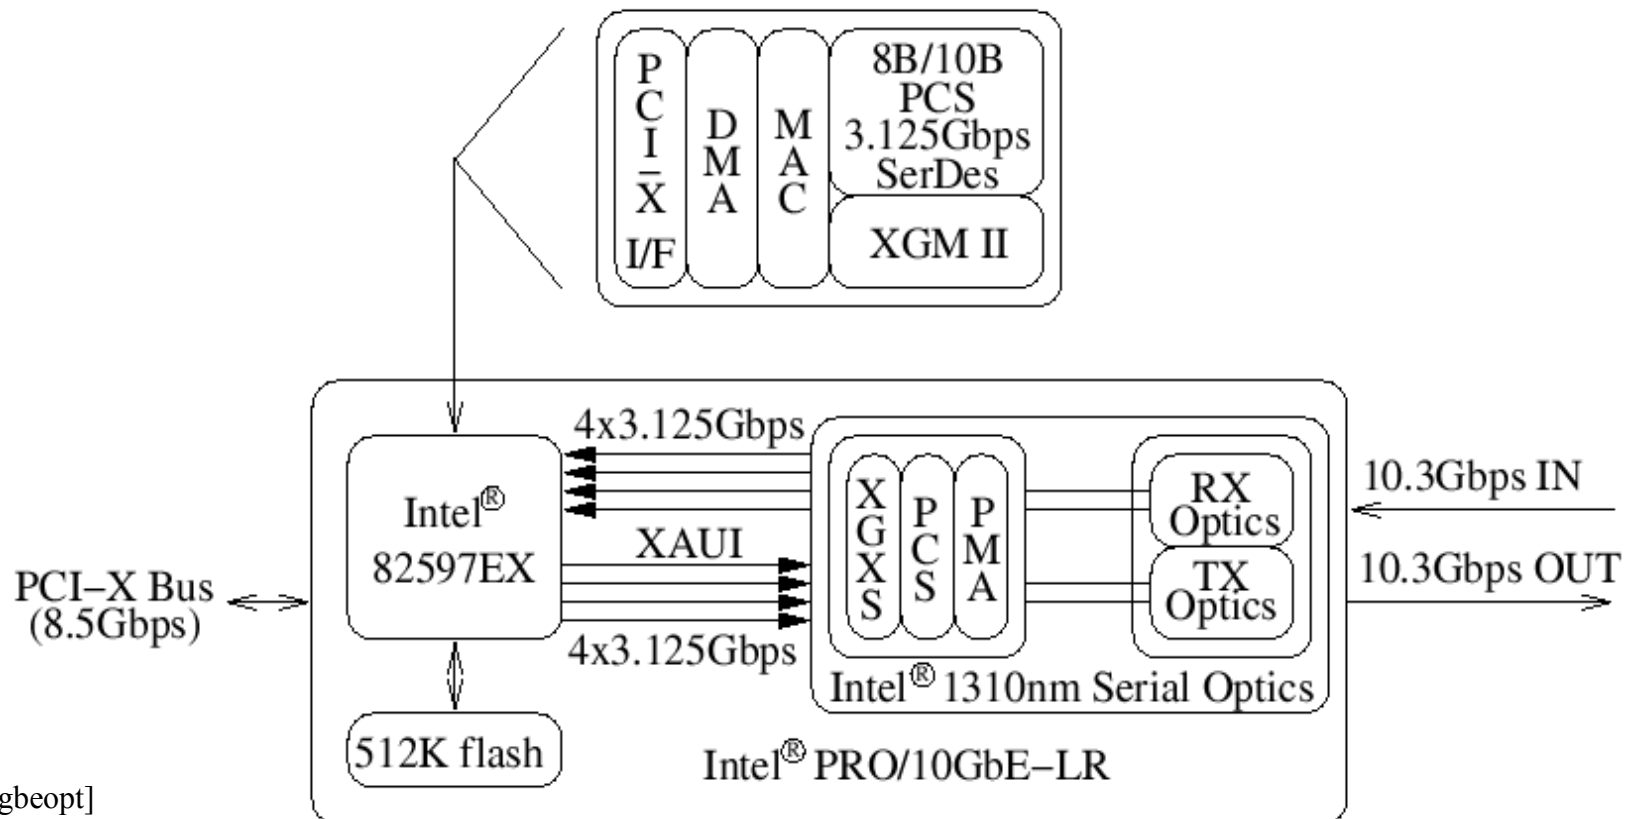 PCI–X I/F
DMA
MAC
8B/10B
PCS
3.125Gbps
SerDes
XGM II
4x3.125Gbps
Intel®
82597EX
XAUI
4x3.125Gbps
PCI–X Bus
(8.5Gbps)
512K flash
XGXS
PCS
PMA
RX
Optics
TX
Optics
10.3Gbps IN
10.3Gbps OUT
Intel® 1310nm Serial Optics
Intel® PRO/10GbE–LR
gbeopt]